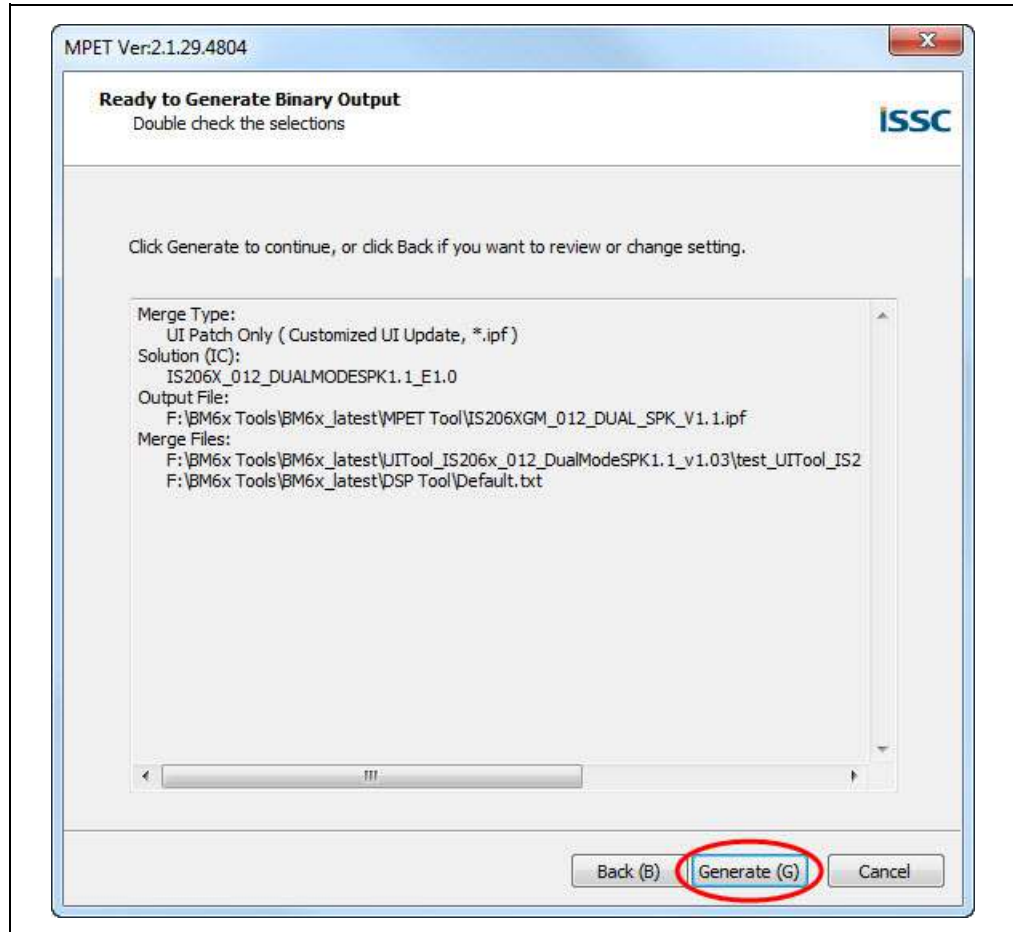 MPET Ver:2.1.29.4804
Ready to Generate Binary Output
Double check the selections
ISSC
Click Generate to continue, or click Back if you want to review or change setting.
Merge Type:
UI Patch Only ( Customized UI Update, *.ipf )
Solution (IC):
IS206X_012_DUALMODESPK1.1_E1.0
Output File:
F:\BM6x Tools\BM6x_latest\MPET Tool\IS206XGM_012_DUAL_SPK_V1.1.ipf
Merge Files:
F:\BM6x Tools\BM6x_latest\UITool_IS206x_012_DualModeSPK1.1_v1.03\test_UITool_IS2
F:\BM6x Tools\BM6x_latest\DSP Tool\Default.txt
Back (B) Generate (G) Cancel